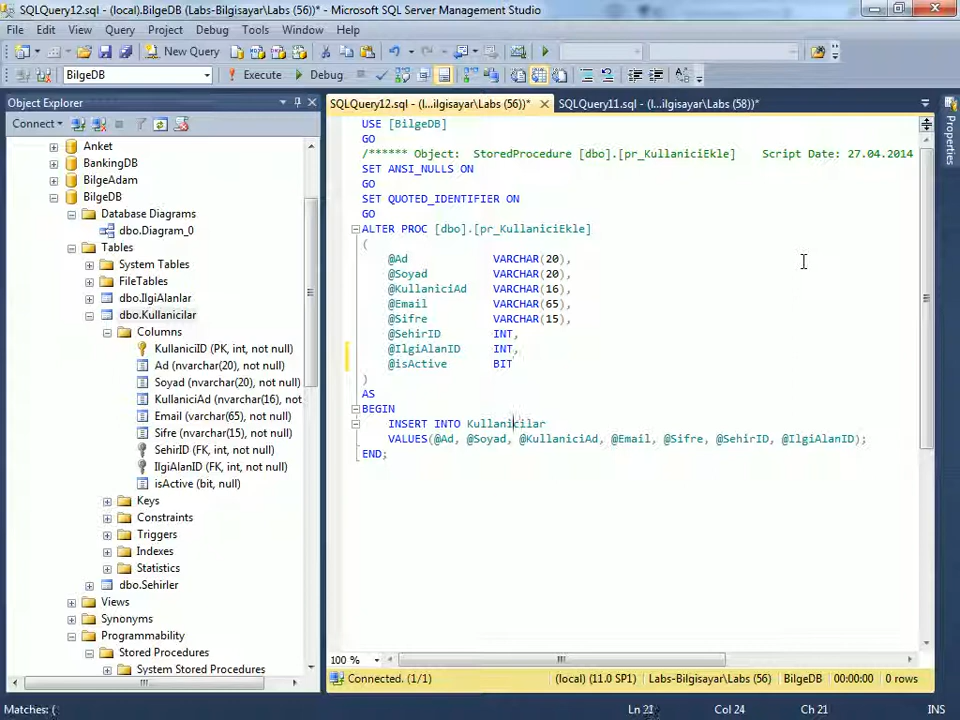 SQLQuery12.sql - (local).BilgeDB (Labs-Bilgisayar\Labs (56))* - Microsoft SQL Server Management Studio
File Edit View Query Project Debug Tools Window Help
New Query
BilgeDB Execute Debug
Object Explorer
SQLQuery12.sql - (l...ilgisayar\Labs (56))* SQLQuery11.sql - (l...ilgisayar\Labs (58))*
Connect
Properties
Anket
BankingDB
BilgeAdam
BilgeDB
Database Diagrams
dbo.Diagram_0
Tables
System Tables
FileTables
dbo.IlgiAlanlar
dbo.Kullanicilar
Columns
KullaniciID (PK, int, not null)
Ad (nvarchar(20), not null)
Soyad (nvarchar(20), not null)
KullaniciAd (nvarchar(16), not
Email (nvarchar(65), not null)
Sifre (nvarchar(15), not null)
SehirID (FK, int, not null)
IlgiAlanID (FK, int, not null)
isActive (bit, null)
Keys
Constraints
Triggers
Indexes
Statistics
dbo.Sehirler
Views
Synonyms
Programmability
Stored Procedures
System Stored Procedures
USE [BilgeDB]
GO
/****** Object:  StoredProcedure [dbo].[pr_KullaniciEkle]    Script Date: 27.04.2014
SET ANSI_NULLS ON
GO
SET QUOTED_IDENTIFIER ON
GO
ALTER PROC [dbo].[pr_KullaniciEkle]
(
@Ad VARCHAR(20),
@Soyad VARCHAR(20),
@KullaniciAd VARCHAR(16),
@Email VARCHAR(65),
@Sifre VARCHAR(15),
@SehirID INT,
@IlgiAlanID INT,
@isActive BIT
)
AS
BEGIN
INSERT INTO Kullanicilar
VALUES(@Ad, @Soyad, @KullaniciAd, @Email, @Sifre, @SehirID, @IlgiAlanID);
END;
100 %
Connected. (1/1) (local) (11.0 SP1) Labs-Bilgisayar\Labs (56) BilgeDB 00:00:00 0 rows
Matches: ( Ln 21 Col 24 Ch 21 INS